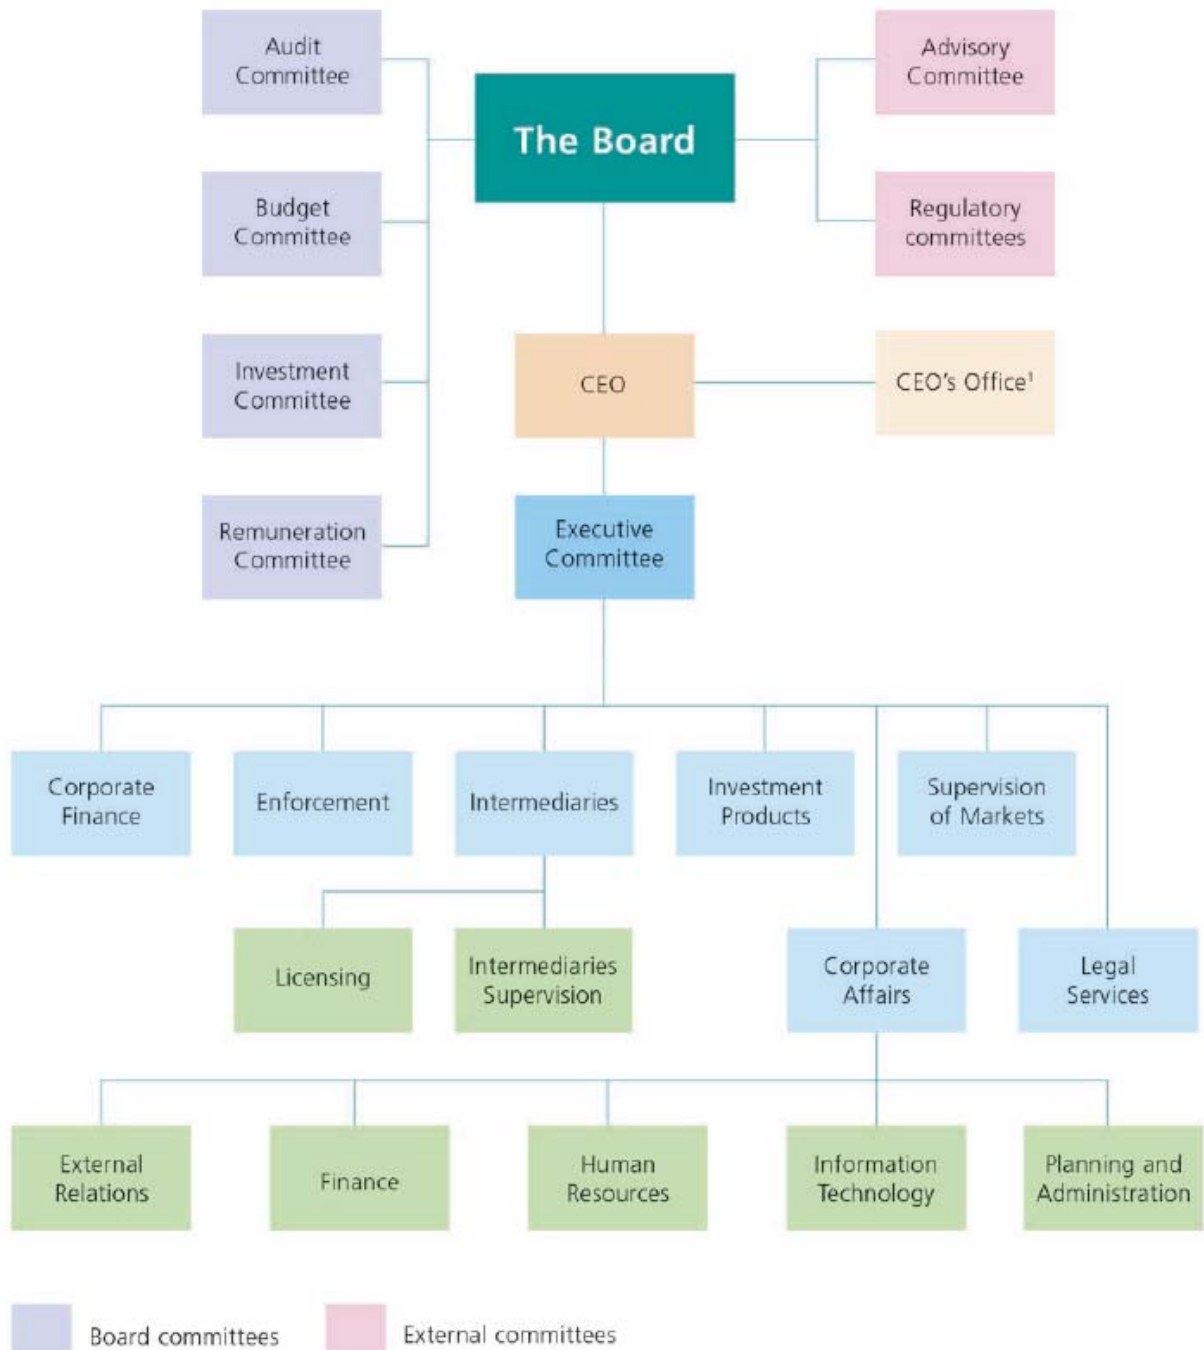 Audit
Committee
Advisory
Committee
The Board
Budget
Committee
Regulatory
committees
Investment
Committee
CEO
CEO’s Office¹
Remuneration
Committee
Executive
Committee
Corporate
Finance
Enforcement
Intermediaries
Investment
Products
Supervision
of Markets
Licensing
Intermediaries
Supervision
Corporate
Affairs
Legal
Services
External
Relations
Finance
Human
Resources
Information
Technology
Planning and
Administration
Board committees
External committees